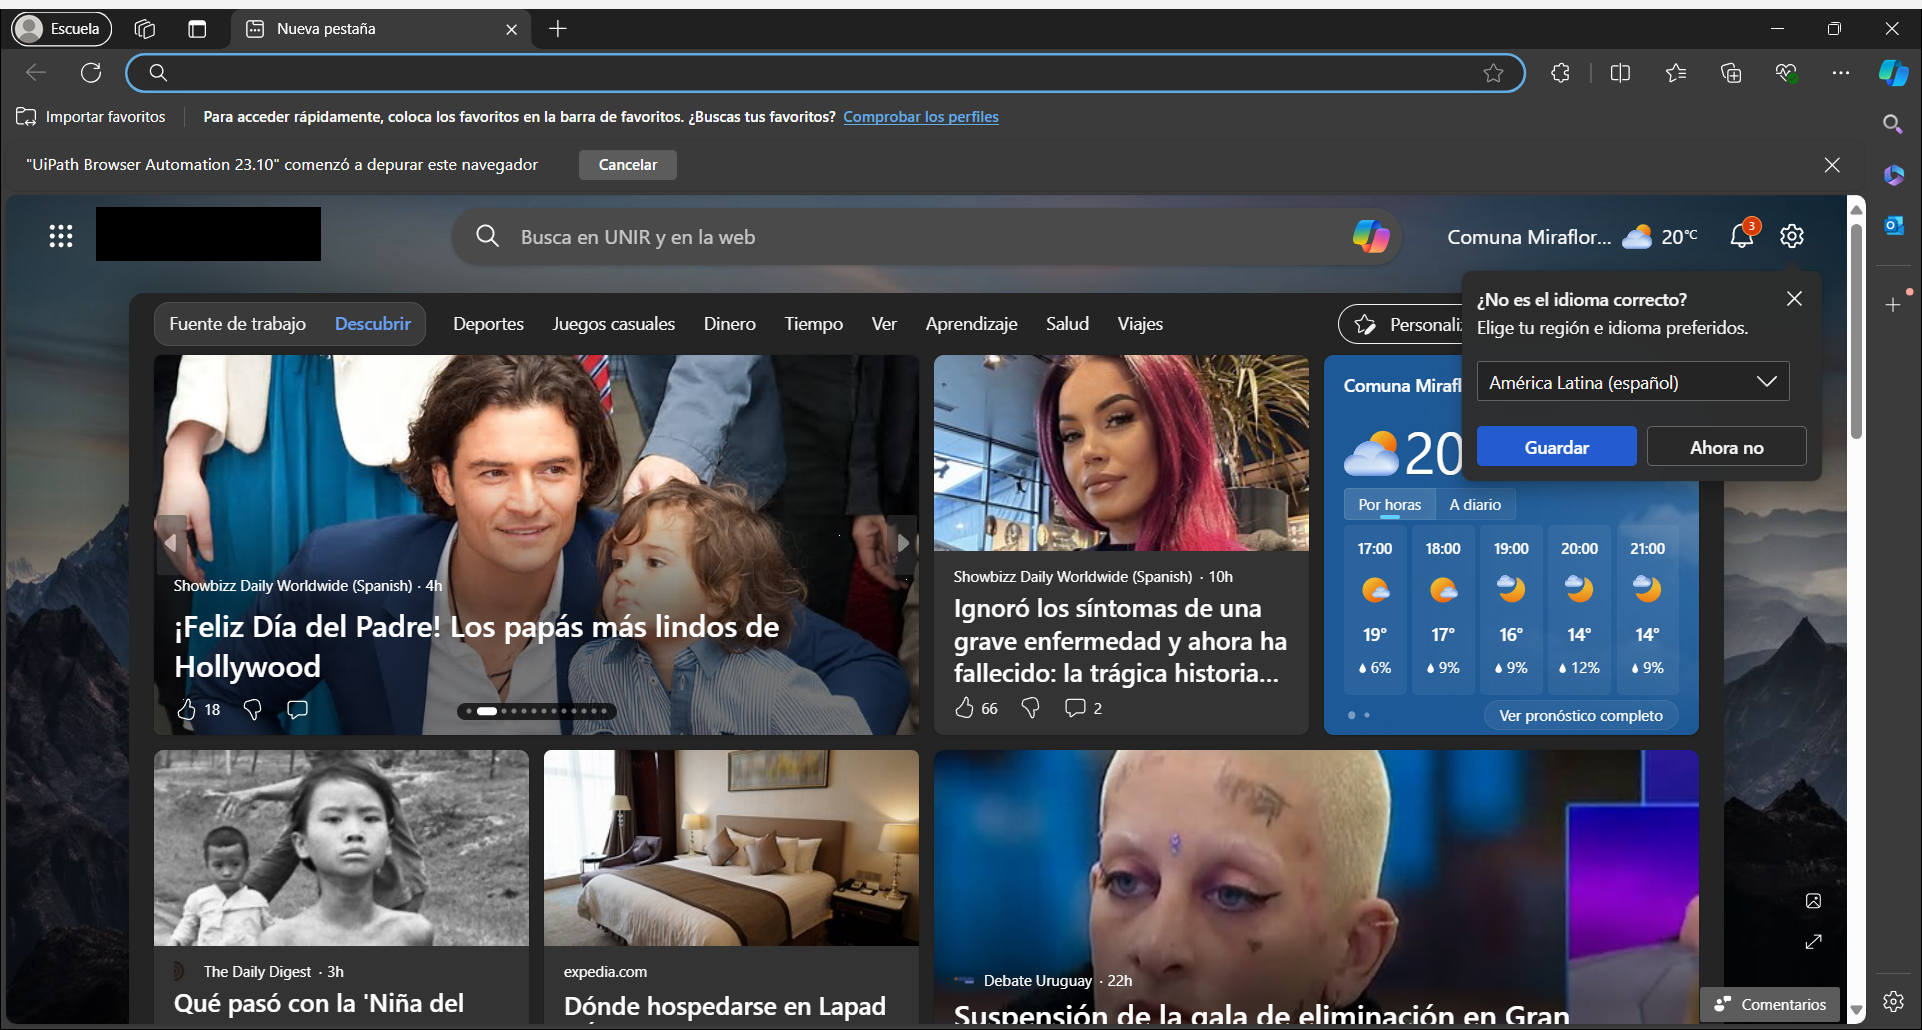 Escuela
Nueva pestaña
Importar favoritos
Para acceder rápidamente, coloca los favoritos en la barra de favoritos. ¿Buscas tus favoritos? Comprobar los perfiles
"UiPath Browser Automation 23.10" comenzó a depurar este navegador
Cancelar
Busca en UNIR y en la web
Comuna Miraflor...
20°C
3
¿No es el idioma correcto?
Elige tu región e idioma preferidos.
América Latina (español)
Guardar
Ahora no
Fuente de trabajo
Descubrir
Deportes
Juegos casuales
Dinero
Tiempo
Ver
Aprendizaje
Salud
Viajes
Personali
Showbizz Daily Worldwide (Spanish) · 4h
¡Feliz Día del Padre! Los papás más lindos de
Hollywood
18
Showbizz Daily Worldwide (Spanish) · 10h
Ignoró los síntomas de una
grave enfermedad y ahora ha
fallecido: la trágica historia...
66
2
Comuna Mirafl
20
Por horas
A diario
17:00 18:00 19:00 20:00 21:00
19° 17° 16° 14° 14°
6% 9% 9% 12% 9%
Ver pronóstico completo
The Daily Digest · 3h
Qué pasó con la 'Niña del
expedia.com
Dónde hospedarse en Lapad
Debate Uruguay · 22h
Suspensión de la gala de eliminación en Gran
Comentarios